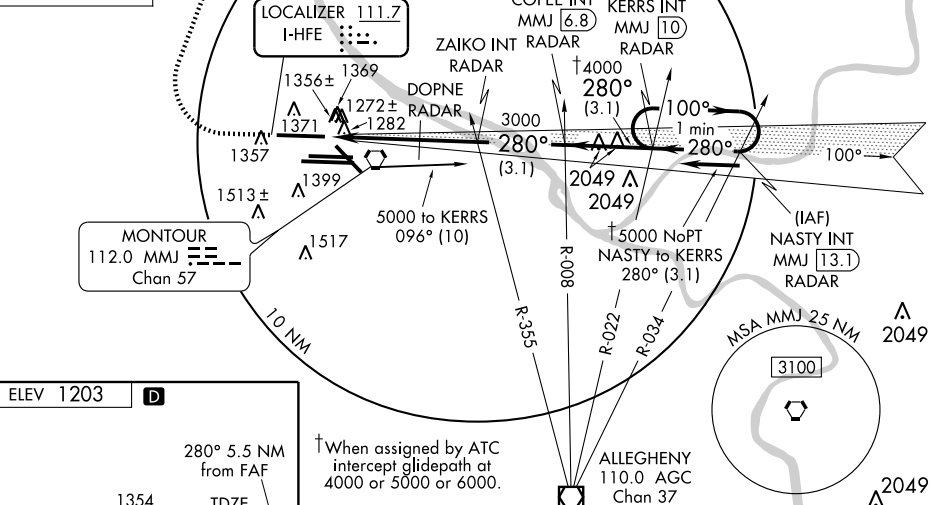 LOCALIZER 111.7
I-HFE
COFEE INT
MMJ 6.8
RADAR
KERRS INT
MMJ 10
RADAR
ZAIKO INT
RADAR
DOPNE
RADAR
†4000
280°
(3.1)
100°
1 min
280°
100°
3000
280°
(3.1)
1369
1356±
1272±
1282
1371
1357
1399
1513±
1517
2049
2049
5000 to KERRS
096° (10)
†5000 NoPT
NASTY to KERRS
280° (3.1)
(IAF)
NASTY INT
MMJ 13.1
RADAR
MONTOUR
112.0 MMJ
Chan 57
R-355
R-008
R-022
R-034
10 NM
MSA MMJ 25 NM
3100
2049
2049
ELEV 1203
D
280° 5.5 NM
from FAF
1354
TDZE
†When assigned by ATC
intercept glidepath at
4000 or 5000 or 6000.
ALLEGHENY
110.0 AGC
Chan 37